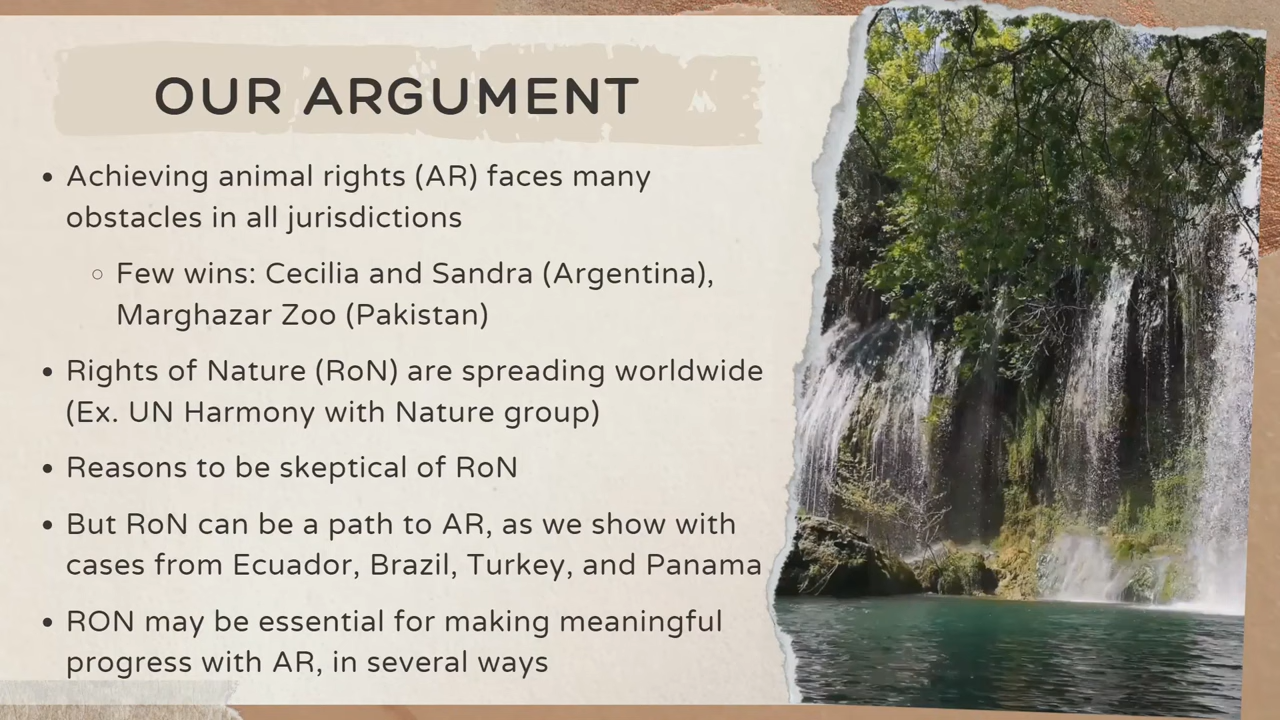 OUR ARGUMENT
• Achieving animal rights (AR) faces many
obstacles in all jurisdictions
○ Few wins: Cecilia and Sandra (Argentina),
Marghazar Zoo (Pakistan)
• Rights of Nature (RoN) are spreading worldwide
(Ex. UN Harmony with Nature group)
• Reasons to be skeptical of RoN
• But RoN can be a path to AR, as we show with
cases from Ecuador, Brazil, Turkey, and Panama
• RON may be essential for making meaningful
progress with AR, in several ways